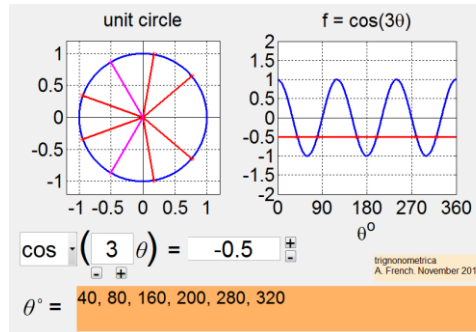 unit circle
f = cos(3θ)
1
0.5
0
-0.5
-1
-1 -0.5 0 0.5 1
2
1.5
1
0.5
0
-0.5
-1
-1.5
-2
0 90 180 270 360
θº
cos ( 3 θ) = -0.5
+
-
- +
trignonometrica
A. French. November 201
θ° = 40, 80, 160, 200, 280, 320